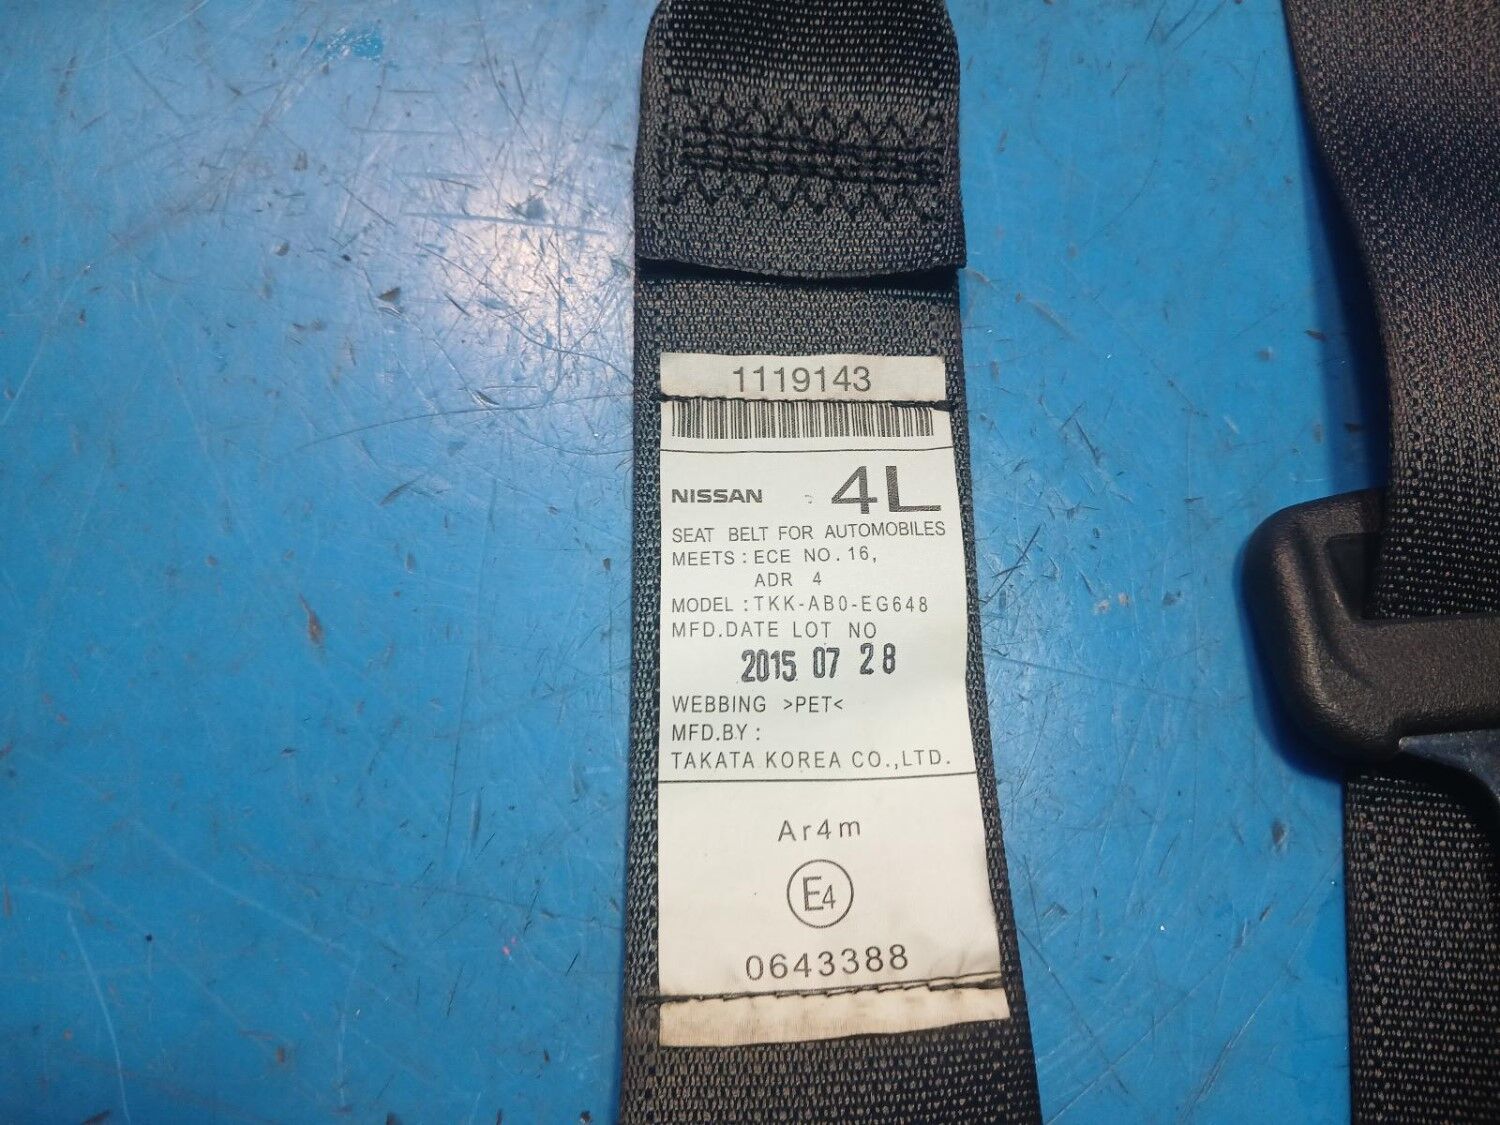 1119143
NISSAN 4L
SEAT BELT FOR AUTOMOBILES
MEETS : ECE NO. 16,
ADR 4
MODEL : TKK-AB0-EG648
MFD.DATE LOT NO
2015 07 28
WEBBING >PET<
MFD.BY :
TAKATA KOREA CO.,LTD.
Ar4m
E4
0643388